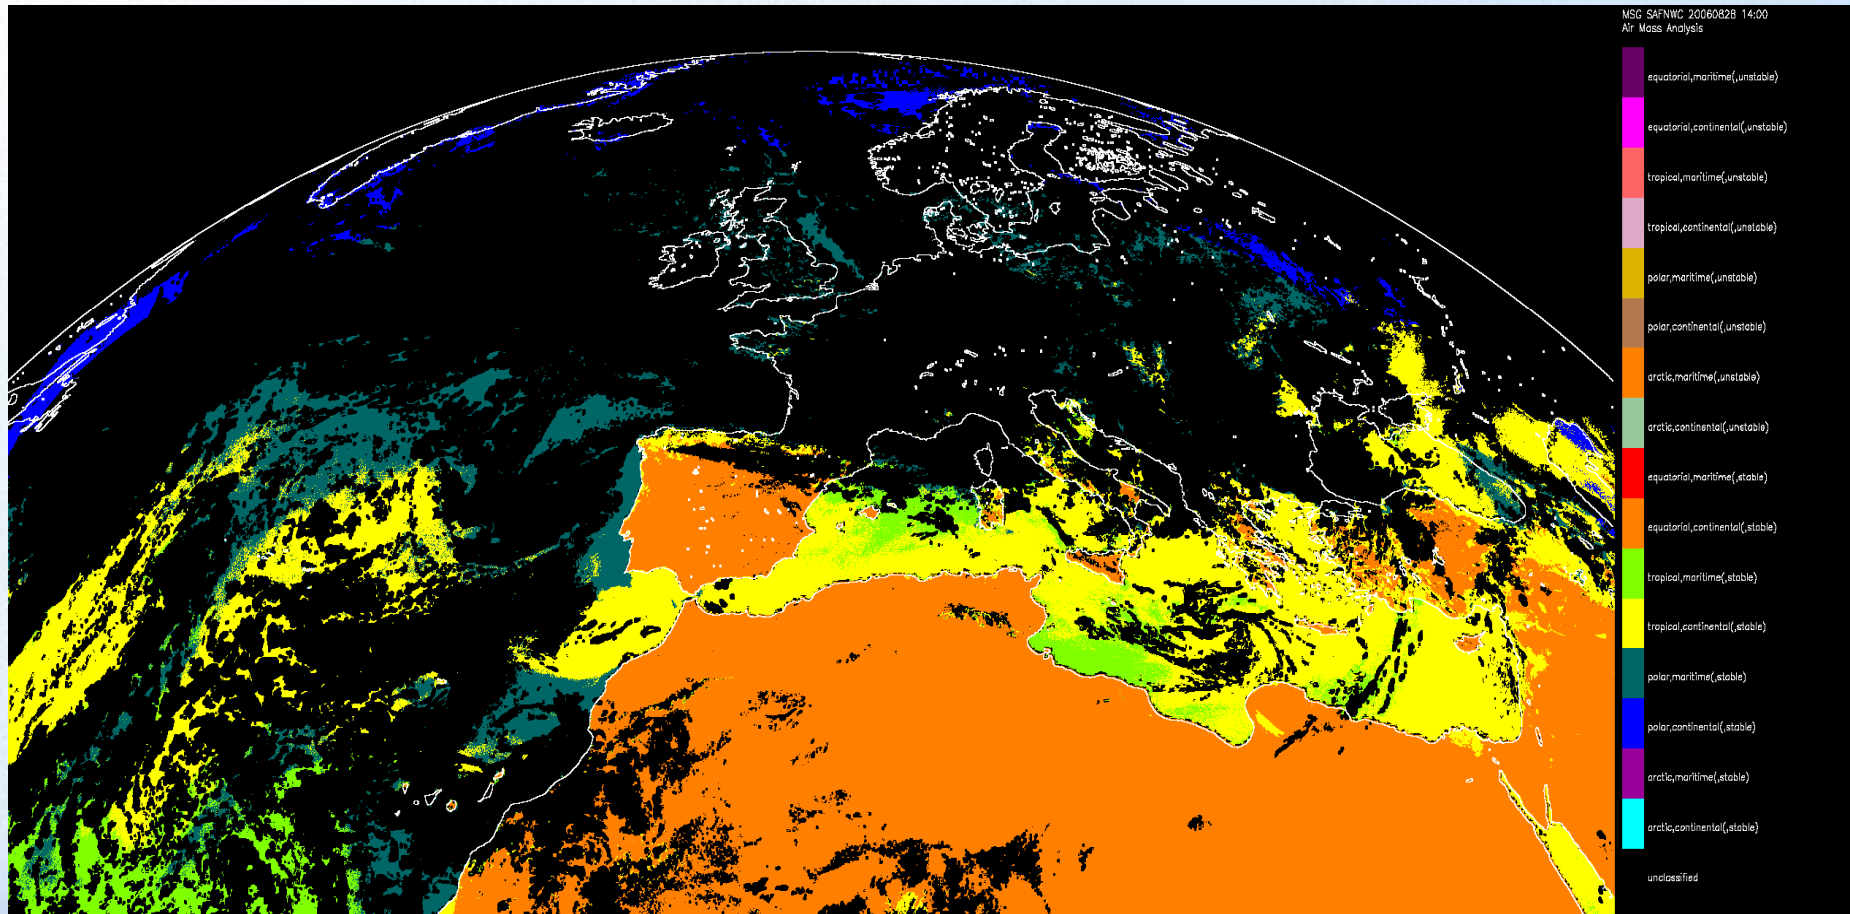 MSG SAFNWC 20060828 14:00
Air Mass Analysis
equatorial,maritime(,unstable)
equatorial,continental(,unstable)
tropical,maritime(,unstable)
tropical,continental(,unstable)
polar,maritime(,unstable)
polar,continental(,unstable)
arctic,maritime(,unstable)
arctic,continental(,unstable)
equatorial,maritime(,stable)
equatorial,continental(,stable)
tropical,maritime(,stable)
tropical,continental(,stable)
polar,maritime(,stable)
polar,continental(,stable)
arctic,maritime(,stable)
arctic,continental(,stable)
unclassified